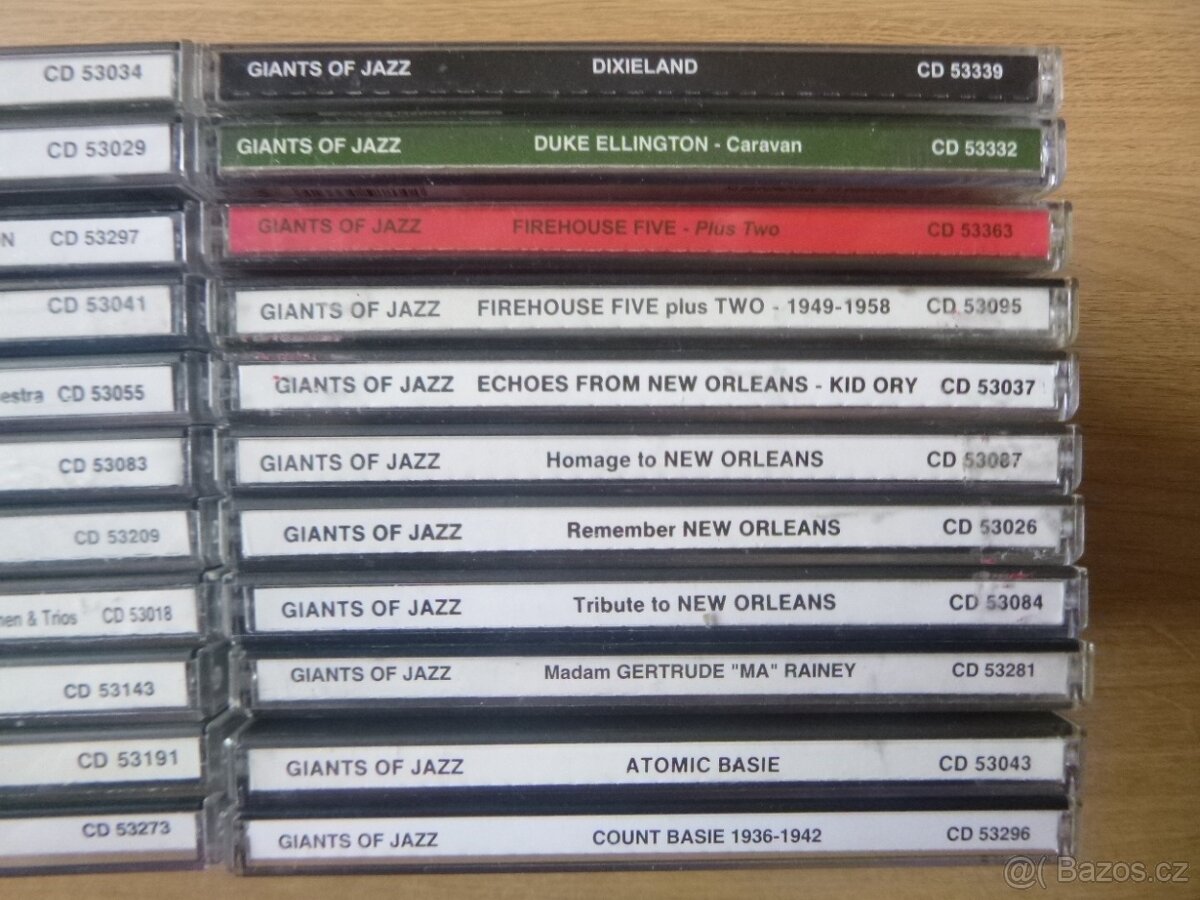 CD 53034
CD 53029
N CD 53297
CD 53041
estra CD 53055
CD 53083
CD 53209
en & Trios CD 53018
CD 53143
CD 53191
CD 53273
GIANTS OF JAZZ DIXIELAND CD 53339
GIANTS OF JAZZ DUKE ELLINGTON - Caravan CD 53332
GIANTS OF JAZZ FIREHOUSE FIVE - Plus Two CD 53363
GIANTS OF JAZZ FIREHOUSE FIVE plus TWO - 1949-1958 CD 53095
GIANTS OF JAZZ ECHOES FROM NEW ORLEANS - KID ORY CD 53037
GIANTS OF JAZZ Homage to NEW ORLEANS CD 53087
GIANTS OF JAZZ Remember NEW ORLEANS CD 53026
GIANTS OF JAZZ Tribute to NEW ORLEANS CD 53084
GIANTS OF JAZZ Madam GERTRUDE "MA" RAINEY CD 53281
GIANTS OF JAZZ ATOMIC BASIE CD 53043
GIANTS OF JAZZ COUNT BASIE 1936-1942 CD 53296
@( Bazos.cz